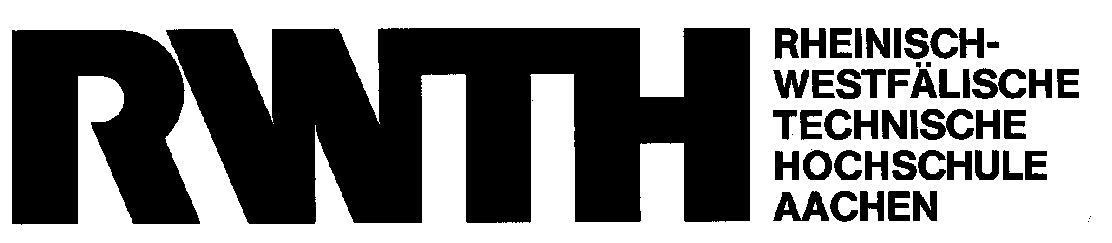 RWTH
RHEINISCH-
WESTFÄLISCHE
TECHNISCHE
HOCHSCHULE
AACHEN